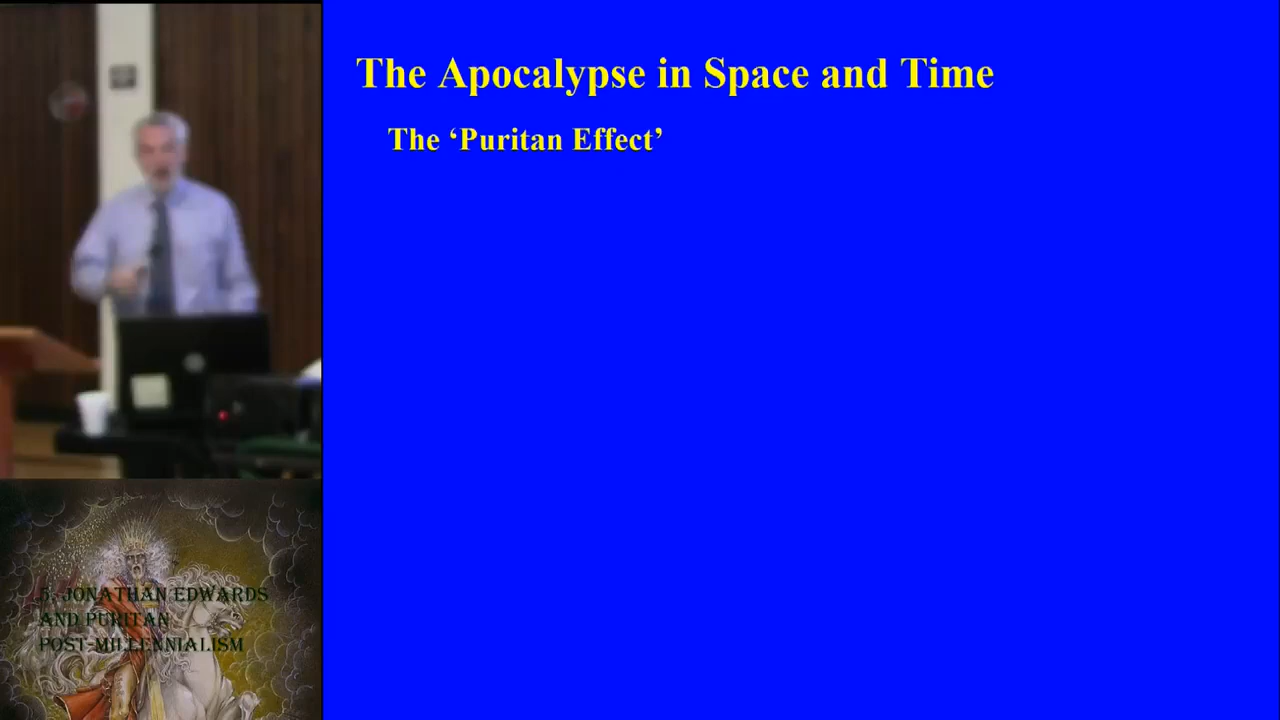 The Apocalypse in Space and Time
The ‘Puritan Effect’
5. JONATHAN EDWARDS
AND PURITAN
POST-MILLENNIALISM